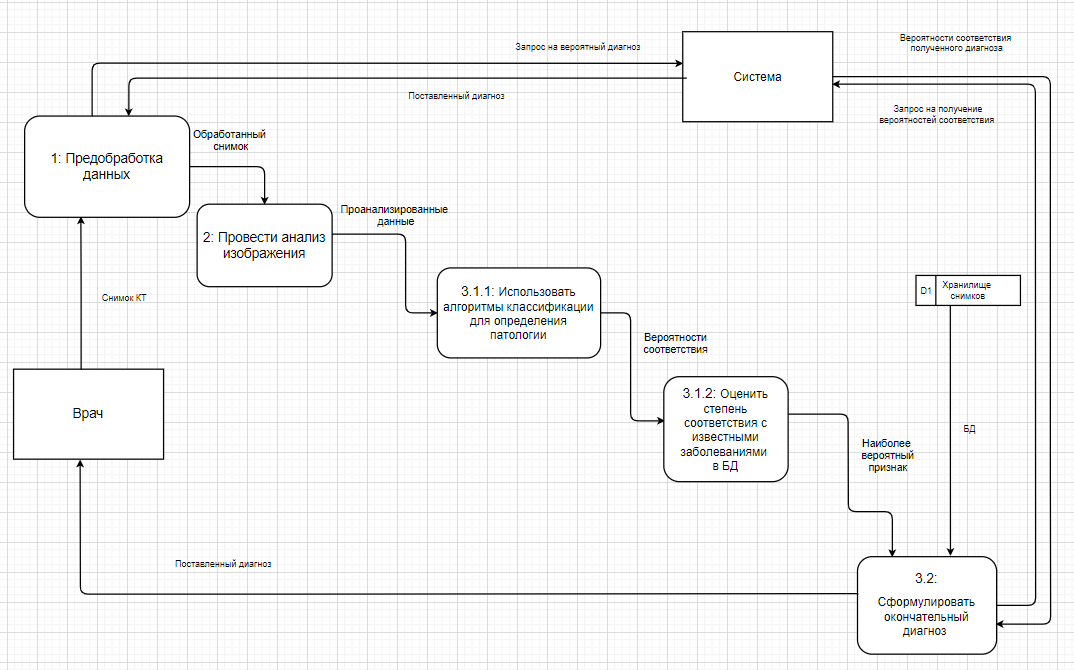 Запрос на вероятный диагноз
Система
Вероятности соответствия
полученного диагноза
Поставленный диагноз
Запрос на получение
вероятностей соответствия
1: Предобработка
данных
Обработанный
снимок
2: Провести анализ
изображения
Проанализированные
данные
3.1.1: Использовать
алгоритмы классификации
для определения
патологии
D1
Хранилище
снимков
Снимок КТ
Вероятности
соответствия
Врач
3.1.2: Оценить
степень
соответствия с
известными
заболеваниями
в БД
БД
Наиболее
вероятный
признак
Поставленный диагноз
3.2:
Сформулировать
окончательный
диагноз